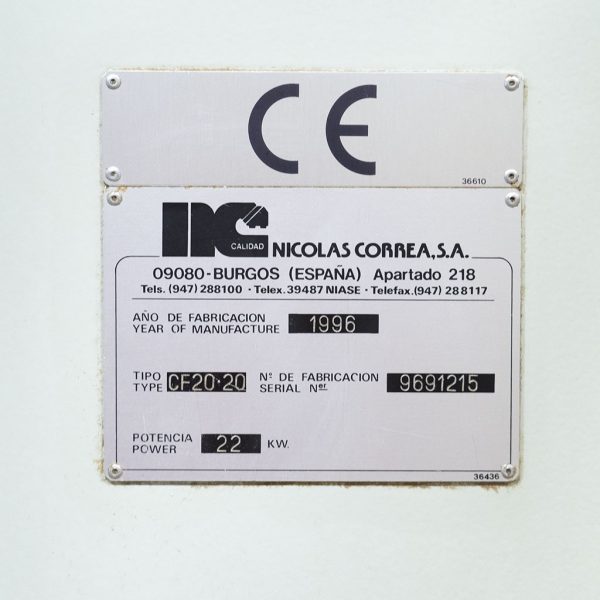 CE
36610
nc
CALIDAD
NICOLAS CORREA, S.A.
09080-BURGOS (ESPAÑA) Apartado 218
Tels. (947) 288100 · Telex. 39487 NIASE · Telefax. (947) 288117
AÑO DE FABRICACION
YEAR OF MANUFACTURE 1996
TIPO
TYPE CF20·20
Nº DE FABRICACION
SERIAL Ner 9691215
POTENCIA
POWER 22 KW.
36436